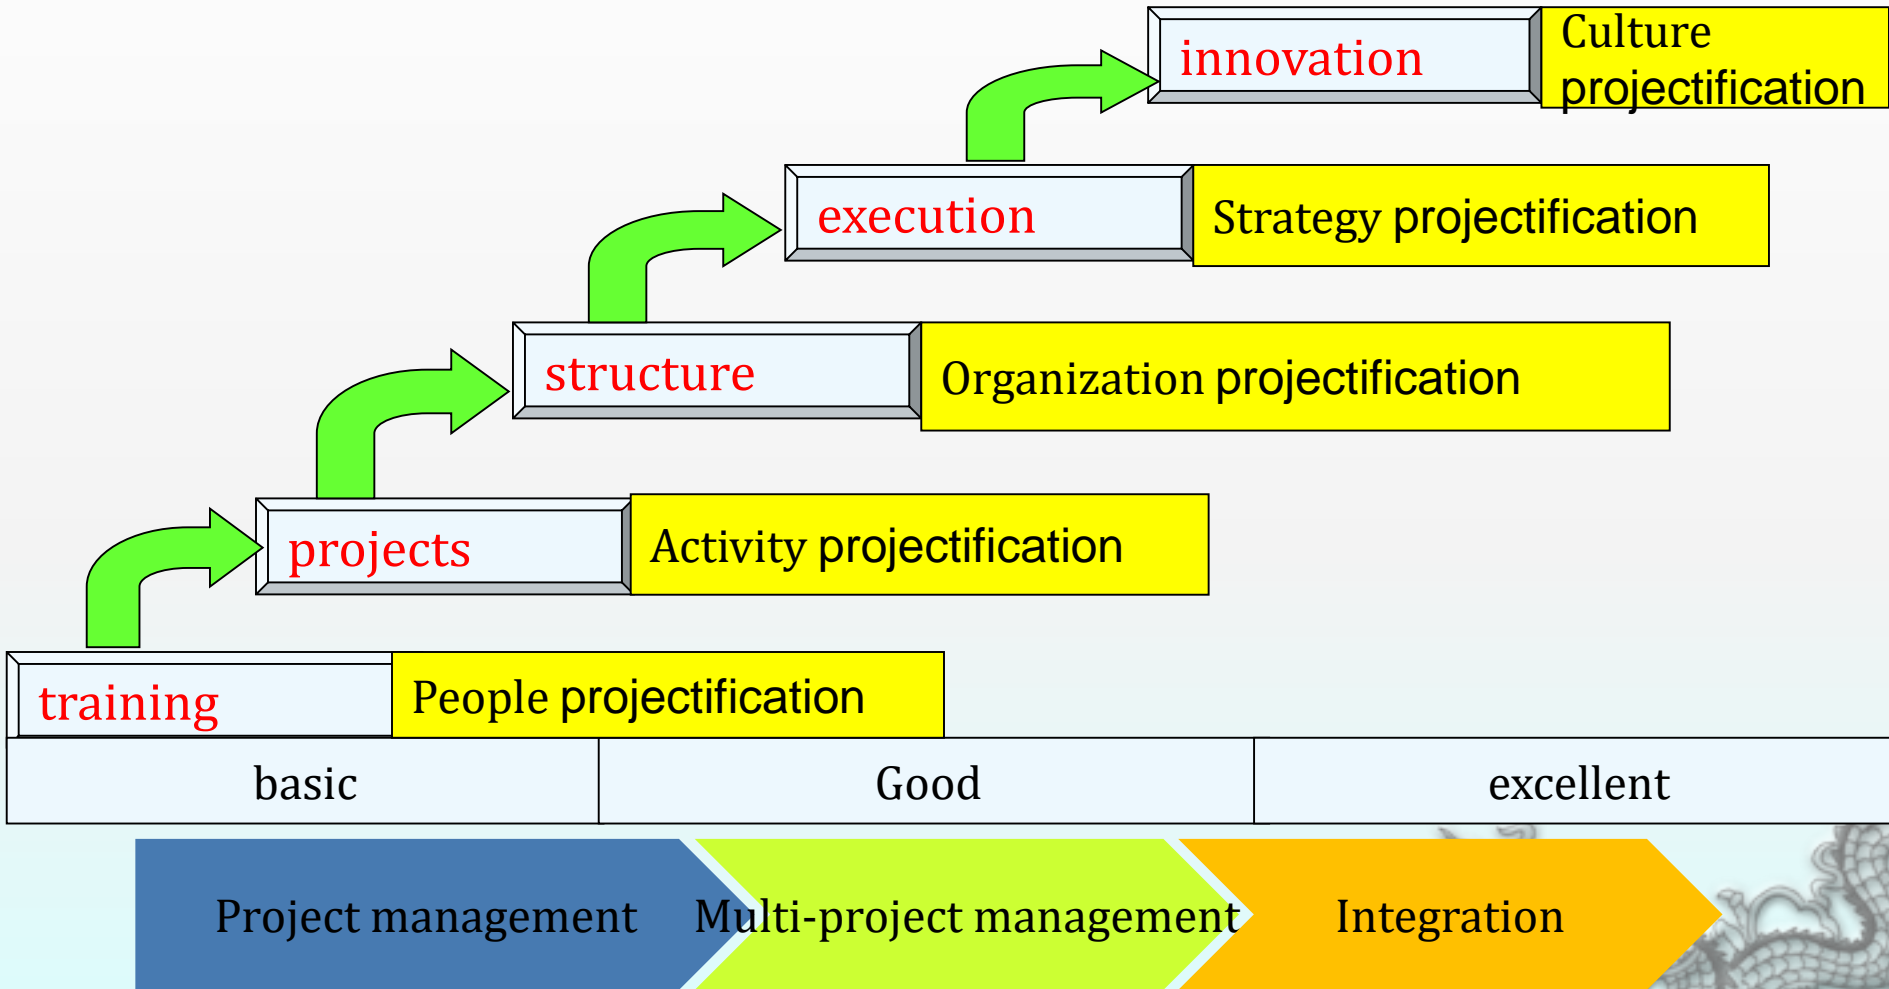 innovation
Culture
projectification
execution
Strategy projectification
structure
Organization projectification
projects
Activity projectification
training
People projectification
basic
Good
excellent
Project management
Multi-project management
Integration